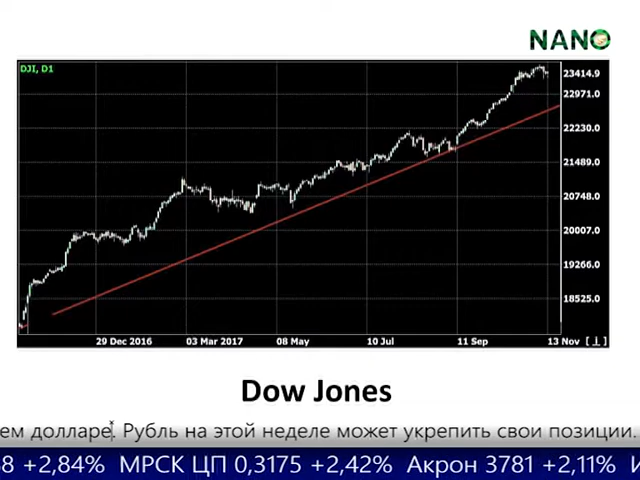 NANO
DJI, D1
23414.9
22971.0
22230.0
21489.0
20748.0
20007.0
19266.0
18525.0
29 Dec 2016 03 Mar 2017 08 May 10 Jul 11 Sep 13 Nov
Dow Jones
ем долларе. Рубль на этой неделе может укрепить свои позиции...
8 +2,84% МРСК ЦП 0,3175 +2,42% Акрон 3781 +2,11%